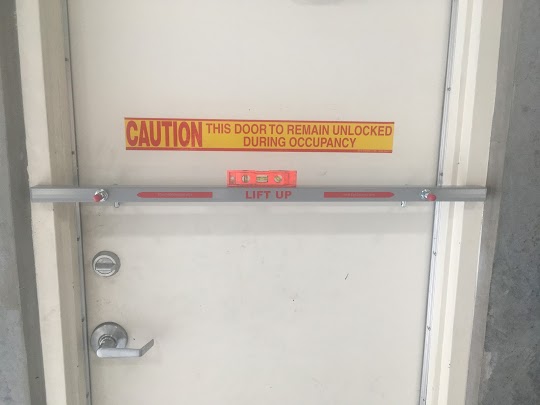 CAUTION THIS DOOR TO REMAIN UNLOCKED
DURING OCCUPANCY
LIFT UP